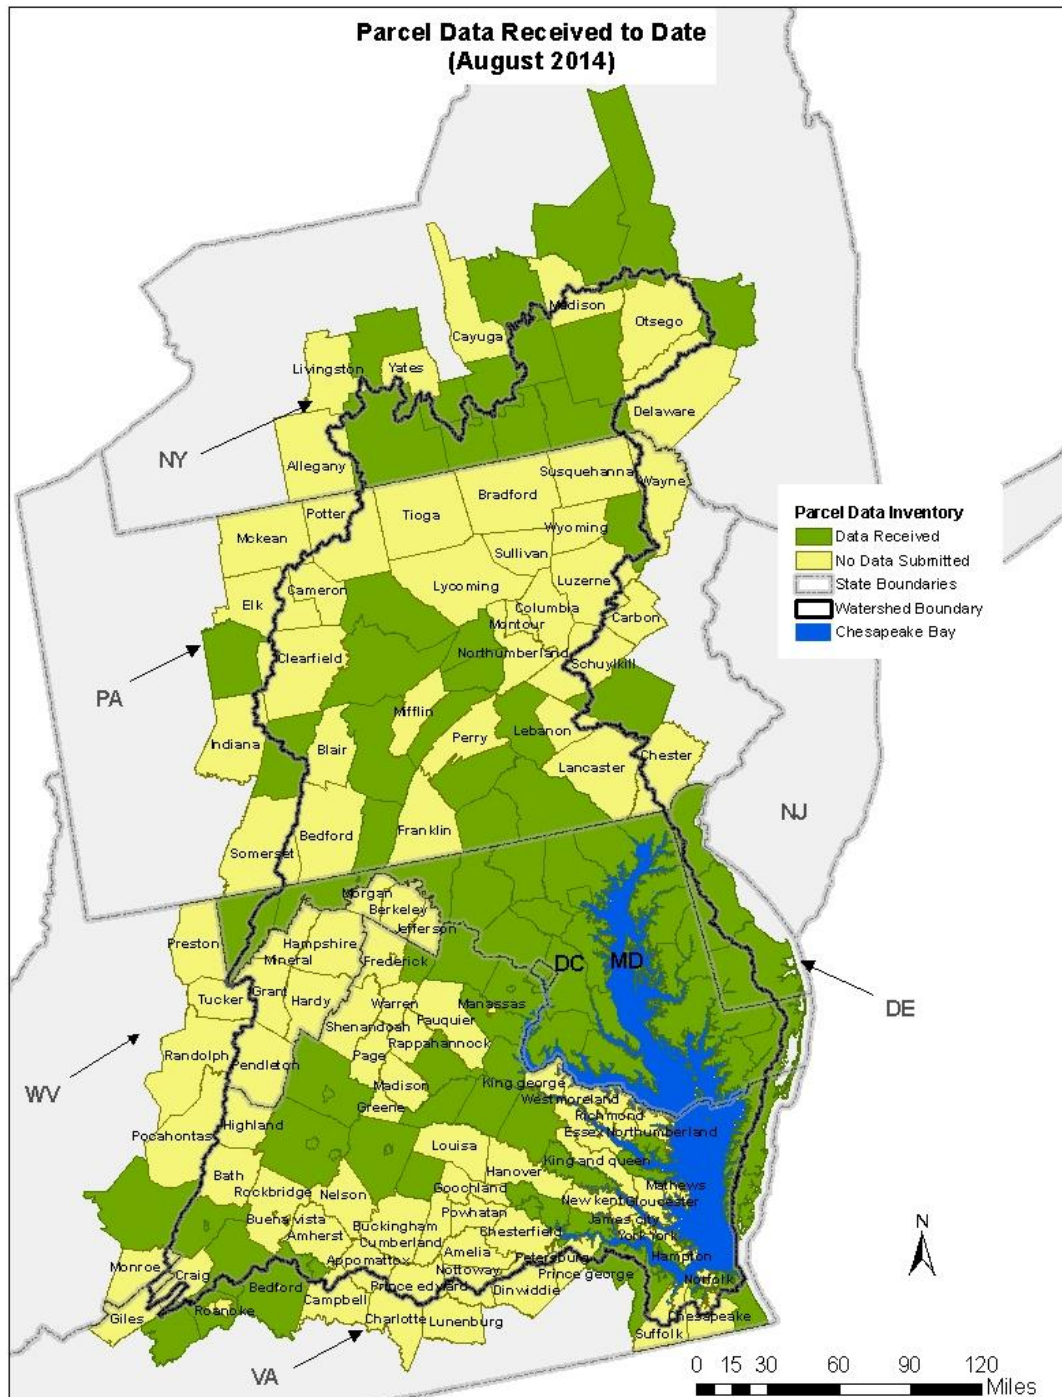 Parcel Data Received to Date
(August 2014)
Madison
Otsego
Cayuga
Livingston
Yates
Delaware
NY
Allegany
Susquehanna
Wayne
Bradford
Potter
Tioga
Wyoming
Mckean
Sullivan
Cameron
Lycoming
Luzerne
Elk
Columbia
Carbon
Montour
Clearfield
Northumberland
Schuylkill
PA
Mifflin
Indiana
Blair
Perry
Lebanon
Chester
Lancaster
NJ
Bedford
Franklin
Somerset
Parcel Data Inventory
Data Received
No Data Submitted
State Boundaries
Watershed Boundary
Chesapeake Bay
Morgan
Berkeley
Jefferson
Preston
Hampshire
Mineral
Frederick
DC
MD
Tucker
Grant
Hardy
Warren
Manassas
DE
Shenandoah
Fauquier
Rappahannock
Randolph
Pendleton
Page
WV
Madison
King george
Greene
Westmoreland
Richmond
Pocahontas
Highland
Essex
Northumberland
Louisa
Bath
Hanover
King and queen
Rockbridge
Nelson
Goochland
Mathews
New kent
Gloucester
Buena vista
Powhatan
James city
Amherst
Buckingham
Chesterfield
York
York
Cumberland
Amelia
Appomattox
Petersburg
Hampton
Monroe
Craig
Nottoway
Prince george
Norfolk
Bedford
Prince edward
Dinwiddie
Roanoke
Campbell
Giles
Charlotte
Lunenburg
Chesapeake
Suffolk
VA
N
0 15 30 60 90 120
Miles